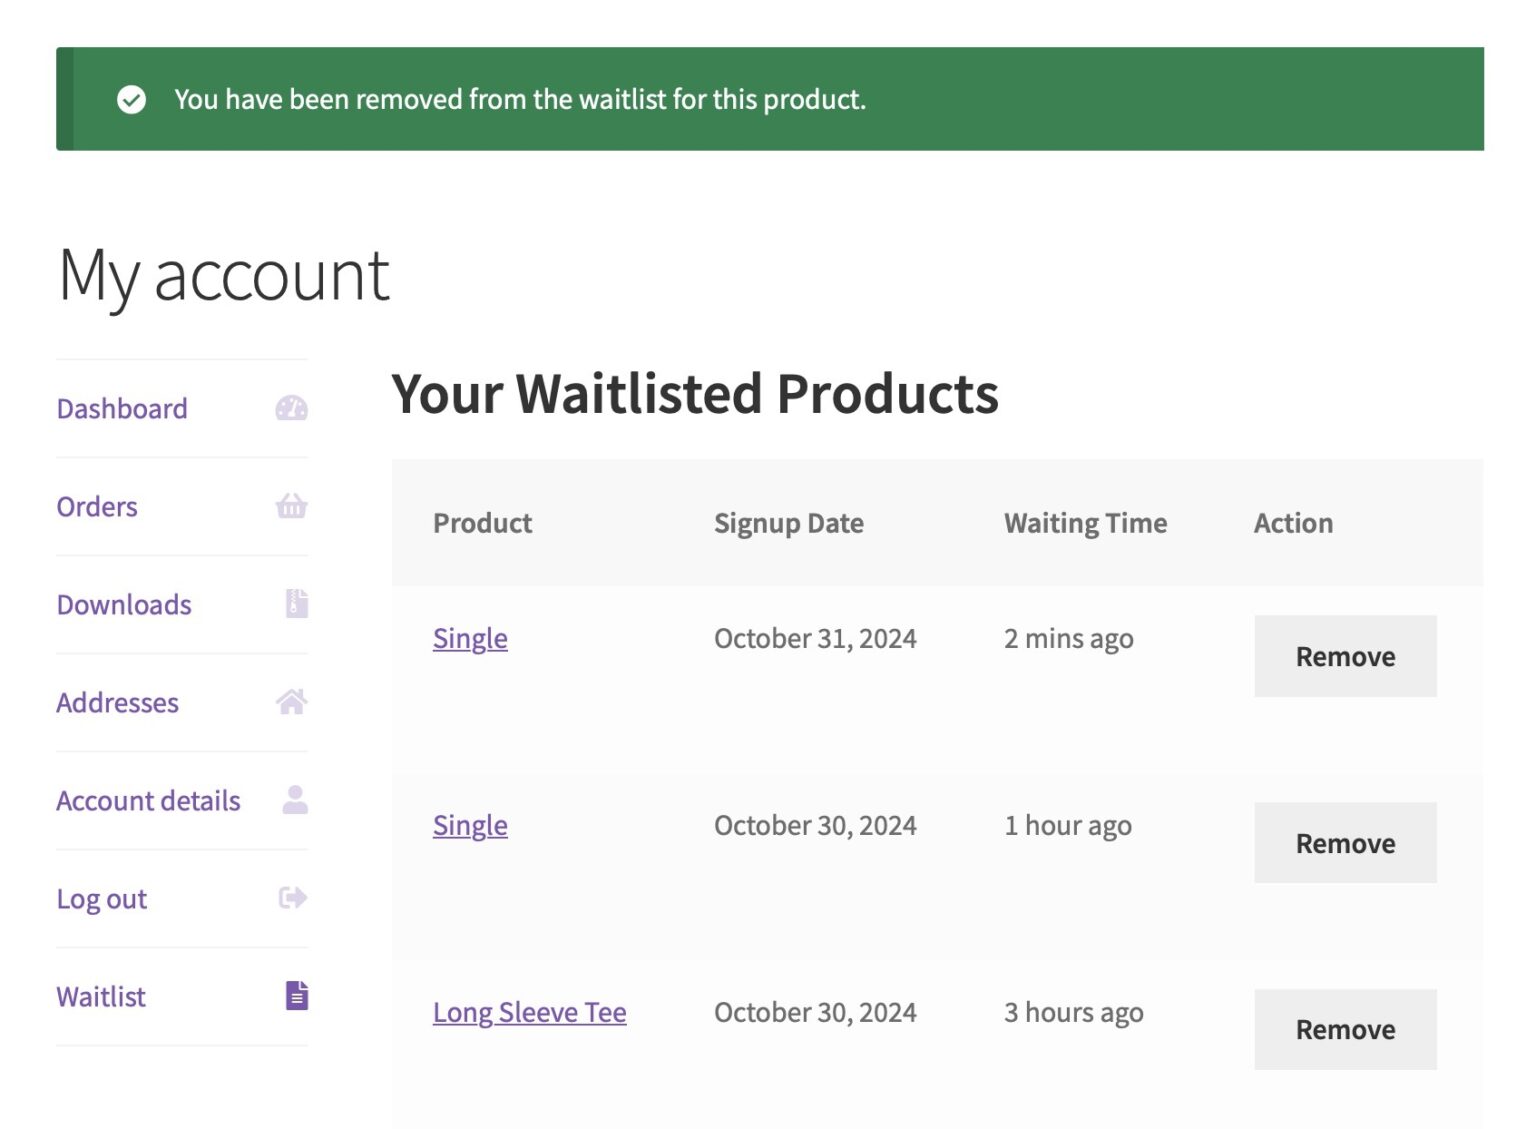 You have been removed from the waitlist for this product.
My account
Dashboard
Orders
Downloads
Addresses
Account details
Log out
Waitlist
Your Waitlisted Products
Product Signup Date Waiting Time Action
Single October 31, 2024 2 mins ago Remove
Single October 30, 2024 1 hour ago Remove
Long Sleeve Tee October 30, 2024 3 hours ago Remove